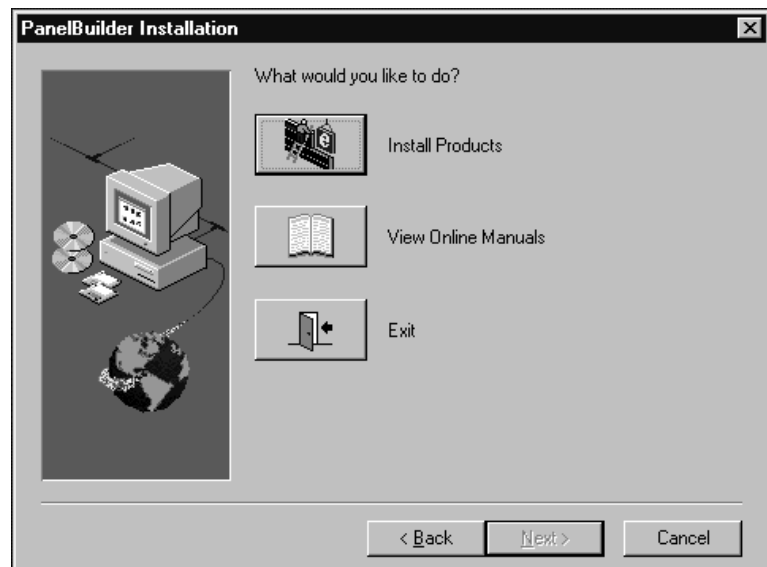 PanelBuilder Installation
What would you like to do?
e
Install Products
View Online Manuals
Exit
< Back
Next >
Cancel